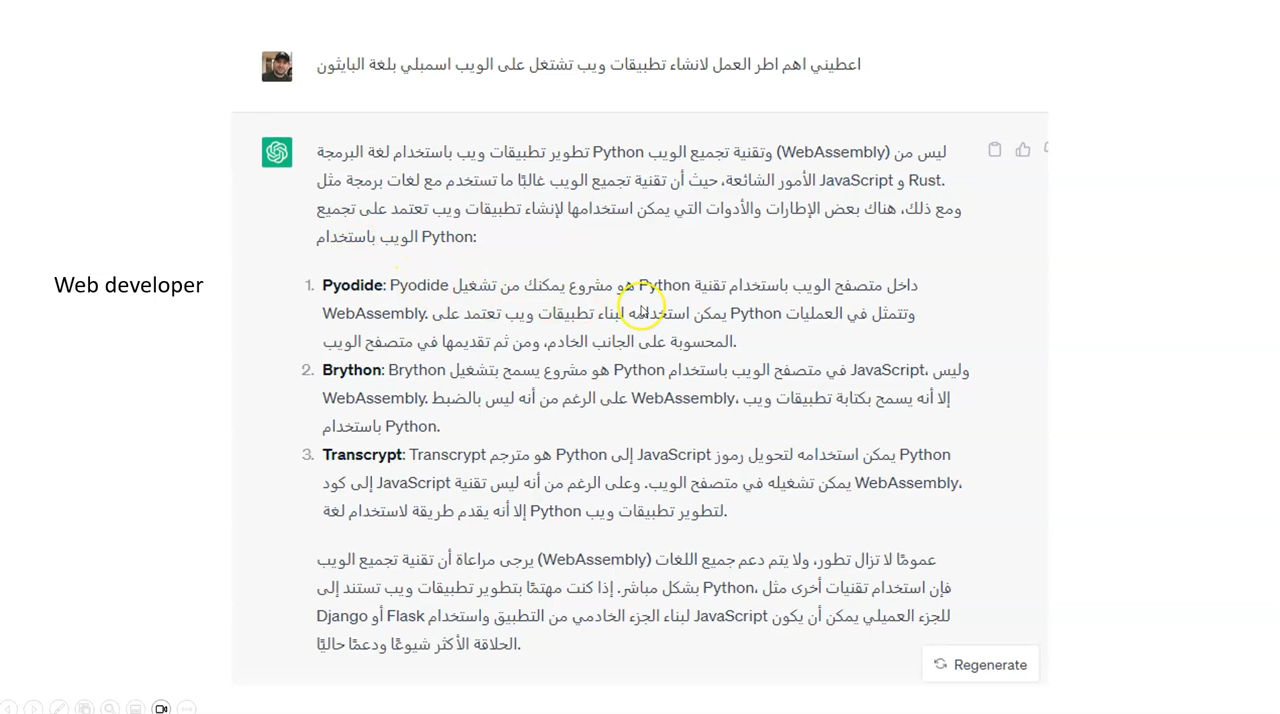 اعطيني اهم اطر العمل لانشاء تطبيقات ويب تشتغل على الويب اسمبلي بلغة البايثون
ليس من (WebAssembly) وتقنية تجميع الويب Python تطوير تطبيقات ويب باستخدام لغة البرمجة
الأمور الشائعة، حيث أن تقنية تجميع الويب غالبًا ما تستخدم مع لغات برمجة مثل JavaScript و Rust.
ومع ذلك، هناك بعض الإطارات والأدوات التي يمكن استخدامها لإنشاء تطبيقات ويب تعتمد على تجميع
الويب باستخدام Python:
Web developer
1. Pyodide: Pyodide هو مشروع يمكنك من تشغيل Python داخل متصفح الويب باستخدام تقنية
WebAssembly. يمكن استخدامه لبناء تطبيقات ويب تعتمد على Python وتتمثل في العمليات
المحسوبة على الجانب الخادم، ومن ثم تقديمها في متصفح الويب.
2. Brython: Brython هو مشروع يسمح بتشغيل Python في متصفح الويب باستخدام JavaScript، وليس
WebAssembly. على الرغم من أنه ليس بالضبط WebAssembly، إلا أنه يسمح بكتابة تطبيقات ويب
باستخدام Python.
3. Transcrypt: Transcrypt هو مترجم Python إلى JavaScript يمكن استخدامه لتحويل رموز Python
إلى كود JavaScript يمكن تشغيله في متصفح الويب. وعلى الرغم من أنه ليس تقنية WebAssembly،
إلا أنه يقدم طريقة لاستخدام لغة Python لتطوير تطبيقات ويب.
يرجى مراعاة أن تقنية تجميع الويب (WebAssembly) عمومًا لا تزال تطور، ولا يتم دعم جميع اللغات
بشكل مباشر. إذا كنت مهتمًا بتطوير تطبيقات ويب تستند إلى Python، فإن استخدام تقنيات أخرى مثل
Django أو Flask لبناء الجزء الخادمي من التطبيق واستخدام JavaScript للجزء العميلي يمكن أن يكون
الحلاقة الأكثر شيوعًا ودعمًا حاليًا.
Regenerate